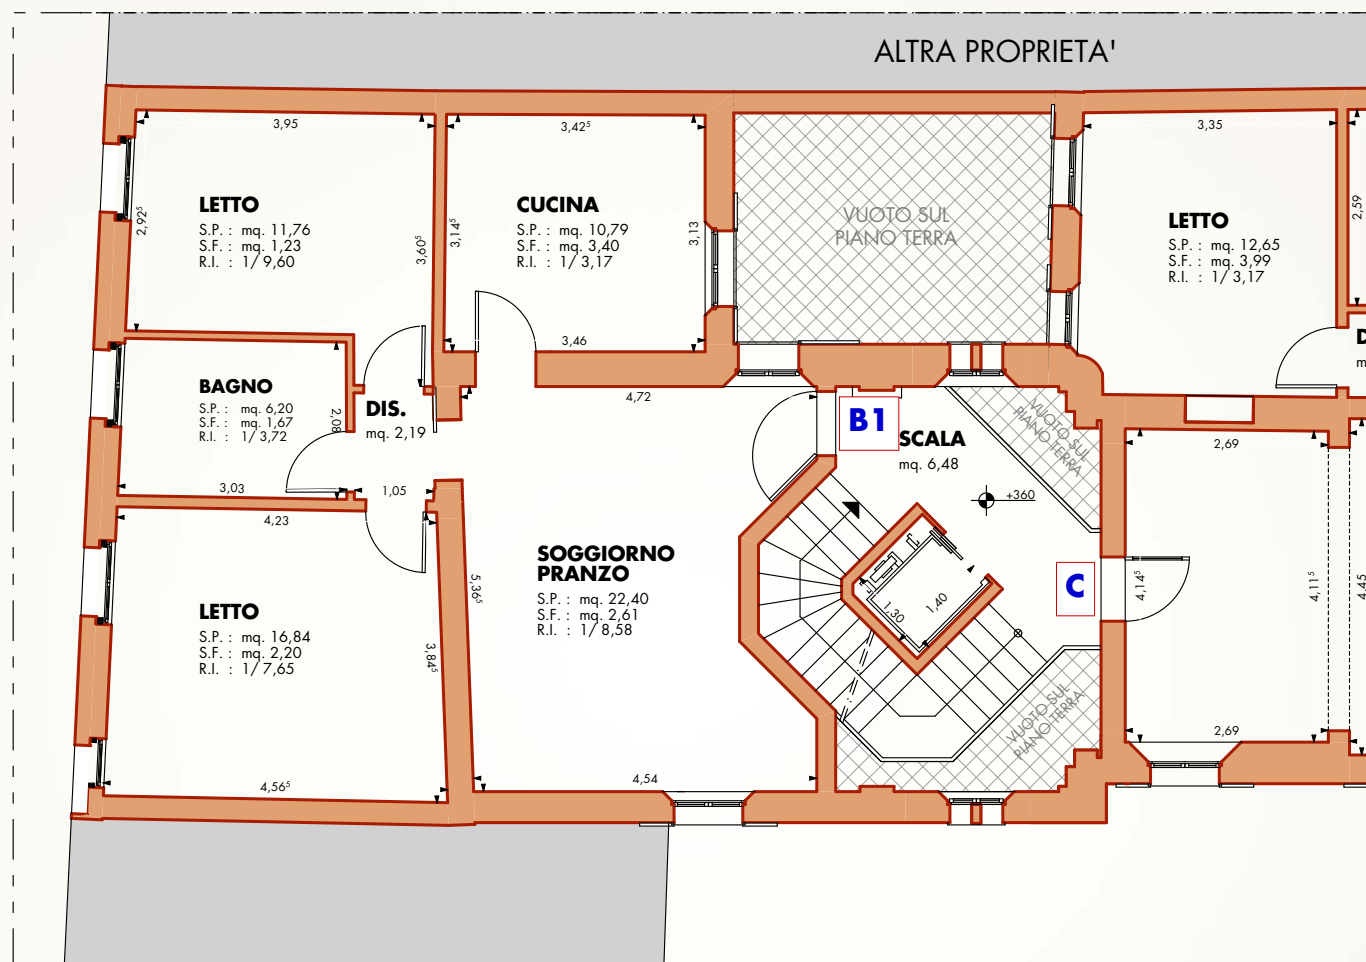 ALTRA PROPRIETA'
3,95
3,42⁵
3,35
2,92⁵
3,60⁵
3,14⁵
3,13
2,59
LETTO
S.P. : mq. 11,76
S.F. : mq. 1,23
R.I. : 1/ 9,60
CUCINA
S.P. : mq. 10,79
S.F. : mq. 3,40
R.I. : 1/ 3,17
VUOTO SUL
PIANO TERRA
LETTO
S.P. : mq. 12,65
S.F. : mq. 3,99
R.I. : 1/ 3,17
3,46
4,72
BAGNO
S.P. : mq. 6,20
S.F. : mq. 1,67
R.I. : 1/ 3,72
2,08
DIS.
mq. 2,19
B1
SCALA
mq. 6,48
VUOTO SUL
PIANO TERRA
+360
2,69
3,03
1,05
4,23
SOGGIORNO
PRANZO
S.P. : mq. 22,40
S.F. : mq. 2,61
R.I. : 1/ 8,58
5,36⁵
LETTO
S.P. : mq. 16,84
S.F. : mq. 2,20
R.I. : 1/ 7,65
3,84⁵
1,30
1,40
C
4,14⁵
4,11⁵
4,45
VUOTO SUL
PIANO TERRA
2,69
4,56⁵
4,54